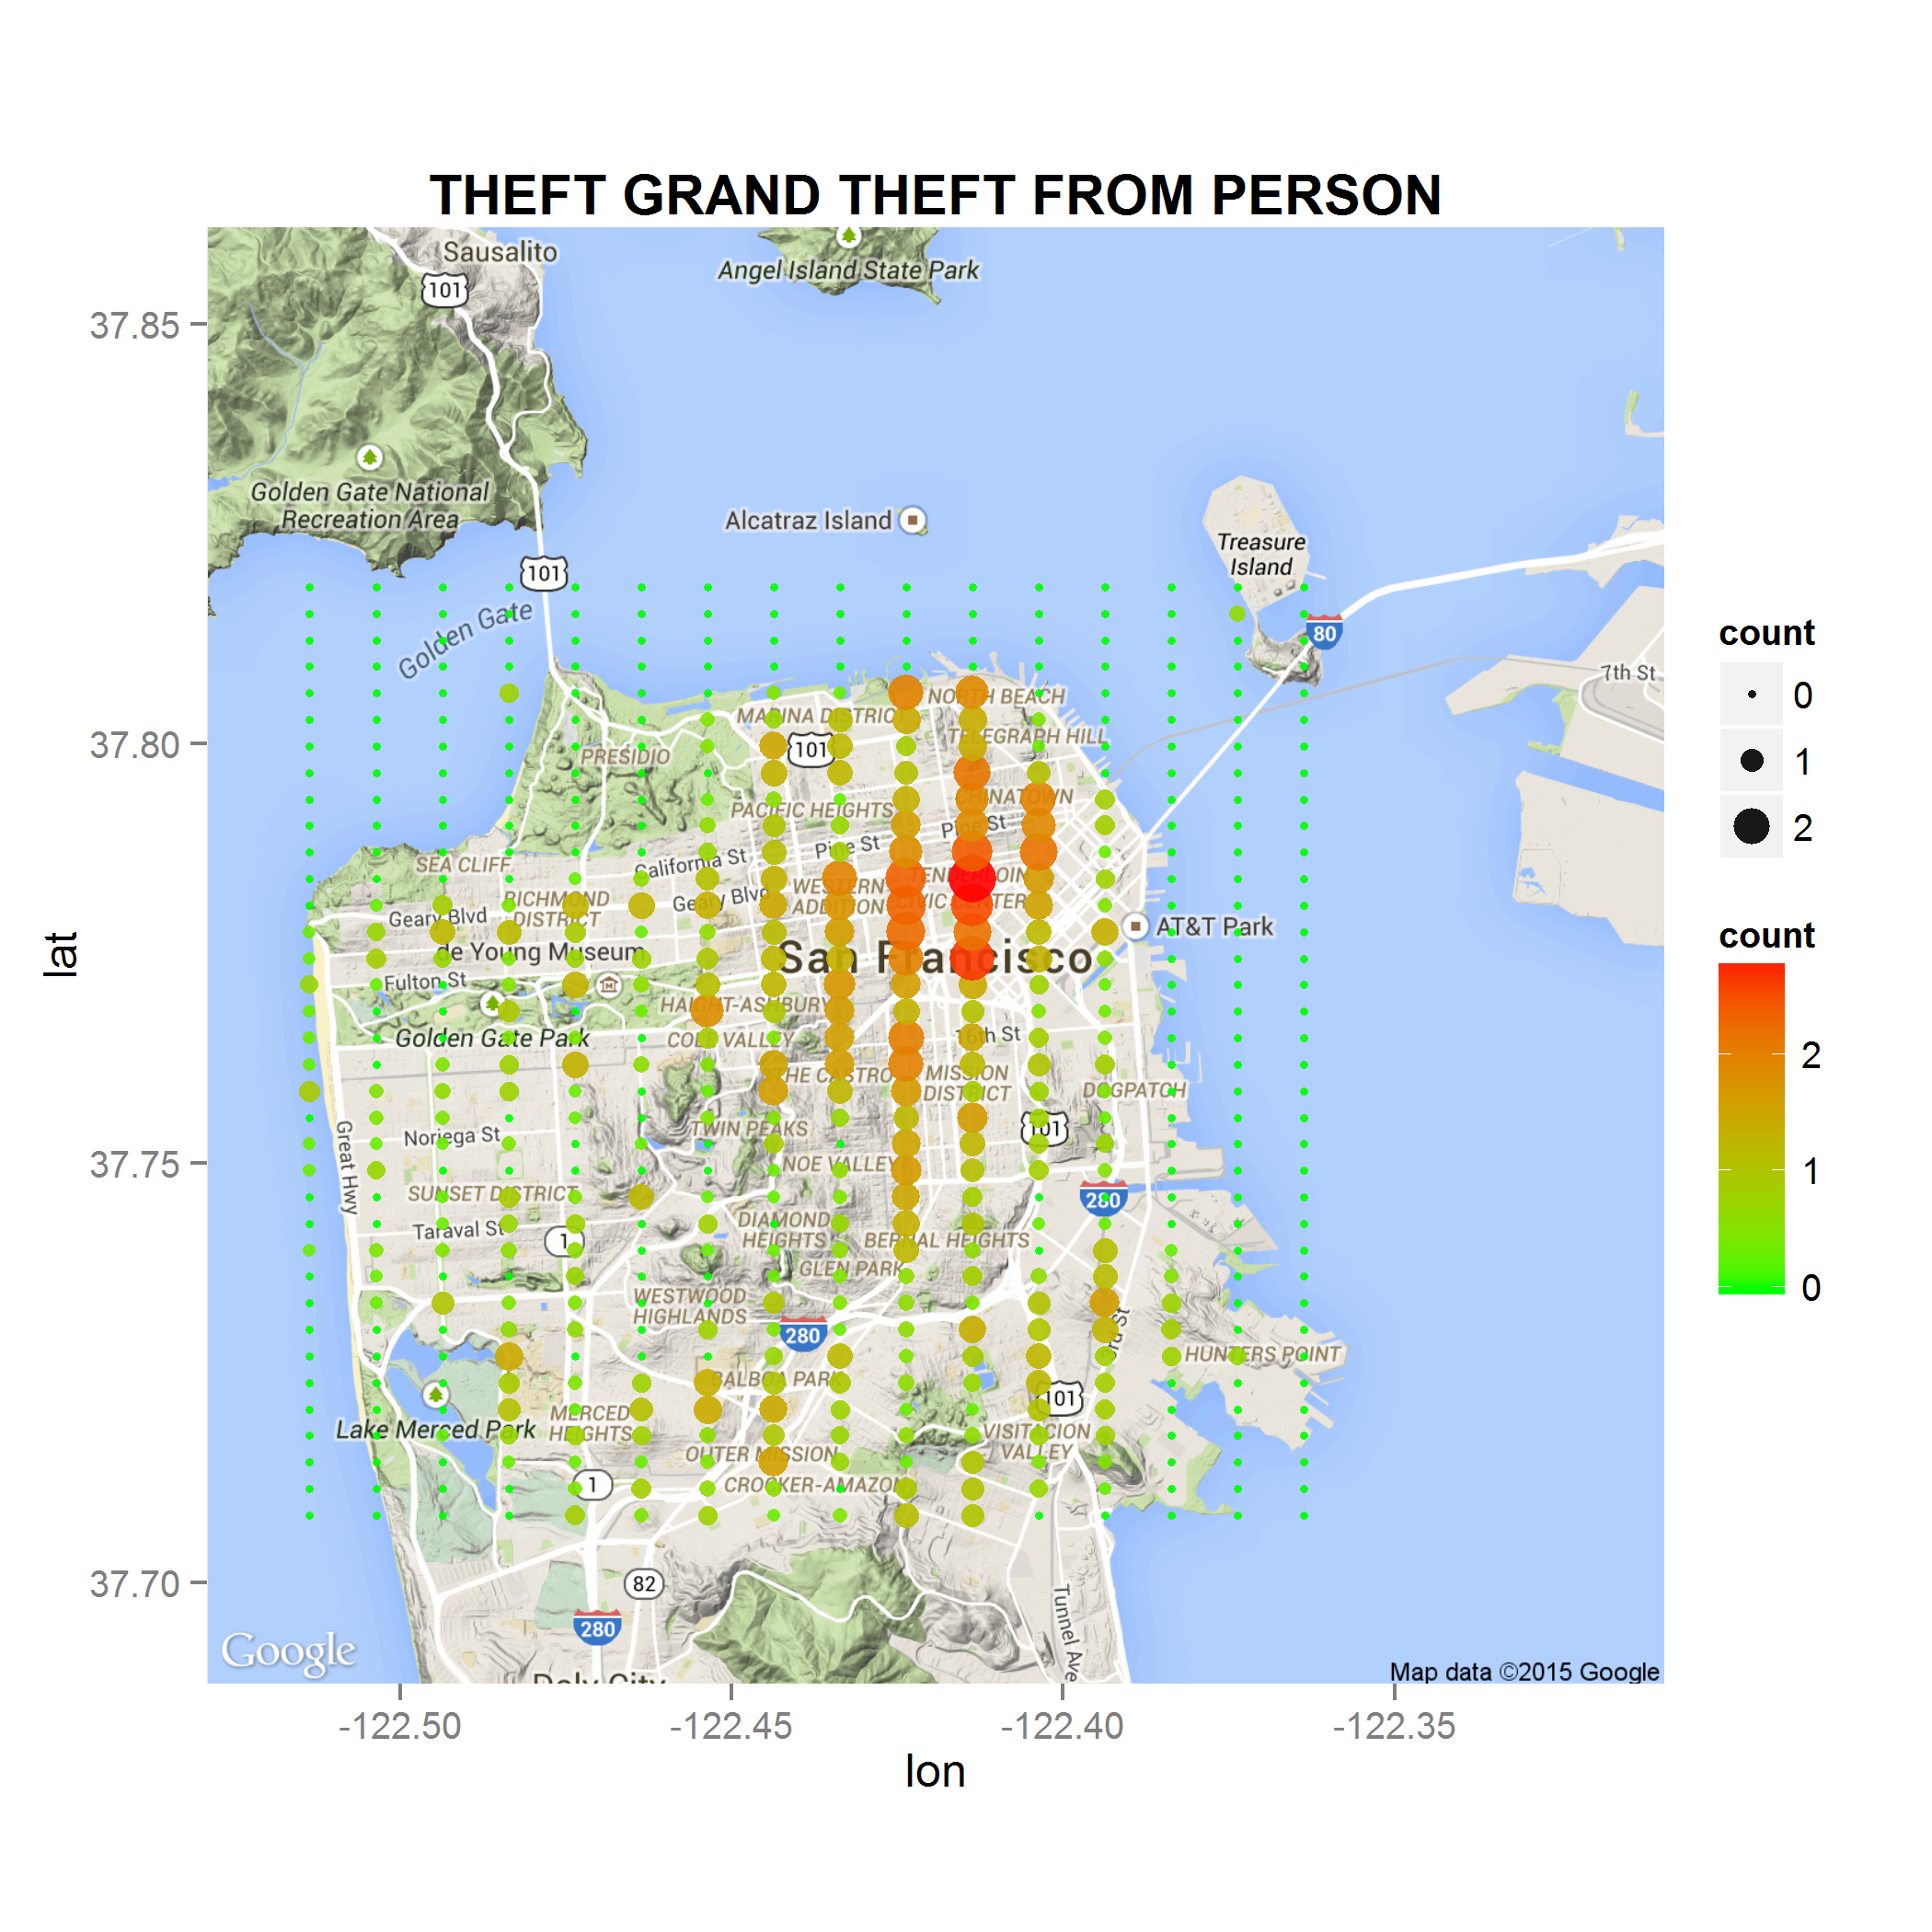 THEFT GRAND THEFT FROM PERSON
Sausalito
101
Angel Island State Park
37.85
Golden Gate National
Recreation Area
Alcatraz Island
Treasure
Island
101
Golden Gate
80
7th St
NORTH BEACH
MARINA DISTRICT
TELEGRAPH HILL
101
37.80
PRESIDIO
CHINATOWN
PACIFIC HEIGHTS
Pine St
Pine St
California St
SEA CLIFF
TENDERLOIN
WESTERN
ADDITION
RICHMOND
DISTRICT
Geary Blvd
CIVIC CENTER
Geary Blvd
AT&T Park
de Young Museum
San Francisco
Fulton St
HAIGHT-ASHBURY
Golden Gate Park
COLE VALLEY
16th St
THE CASTRO
MISSION
DISTRICT
DOGPATCH
TWIN PEAKS
101
Noriega St
Great Hwy
37.75
NOE VALLEY
SUNSET DISTRICT
280
Taraval St
1
DIAMOND
HEIGHTS
BERNAL HEIGHTS
GLEN PARK
WESTWOOD
HIGHLANDS
280
3rd St
HUNTERS POINT
BALBOA PARK
101
Lake Merced Park
MERCED
HEIGHTS
VISITACION
VALLEY
OUTER MISSION
1
CROCKER-AMAZON
37.70
82
280
Tunnel Ave
Google
Daly City
Map data ©2015 Google
-122.50
-122.45
-122.40
-122.35
lon
lat
count
0
1
2
count
2
1
0